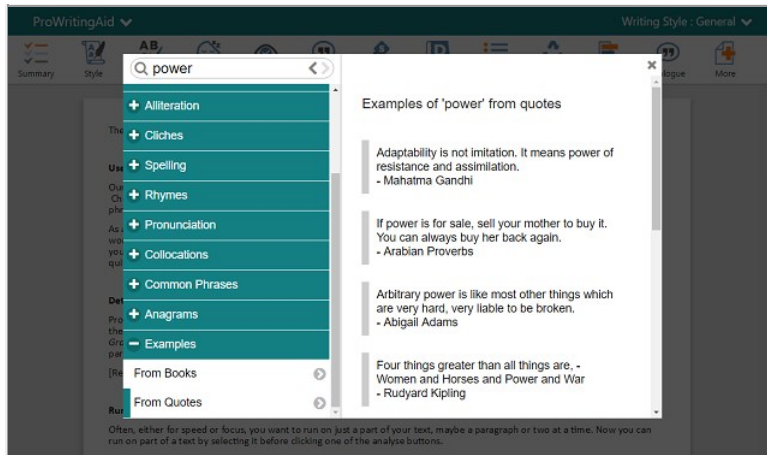 ProWritingAid
Writing Style : General
Summary
Style
AB
More
power
Alliteration
Cliches
Spelling
Rhymes
Pronunciation
Collocations
Common Phrases
Anagrams
Examples
From Books
From Quotes
Examples of 'power' from quotes
Adaptability is not imitation. It means power of
resistance and assimilation.
- Mahatma Gandhi
If power is for sale, sell your mother to buy it.
You can always buy her back again.
- Arabian Proverbs
Arbitrary power is like most other things which
are very hard, very liable to be broken.
- Abigail Adams
Four things greater than all things are, -
Women and Horses and Power and War
- Rudyard Kipling
Often, either for speed or focus, you want to run on just a part of your text, maybe a paragraph or two at a time. Now you can
run on part of a text by selecting it before clicking one of the analyse buttons.